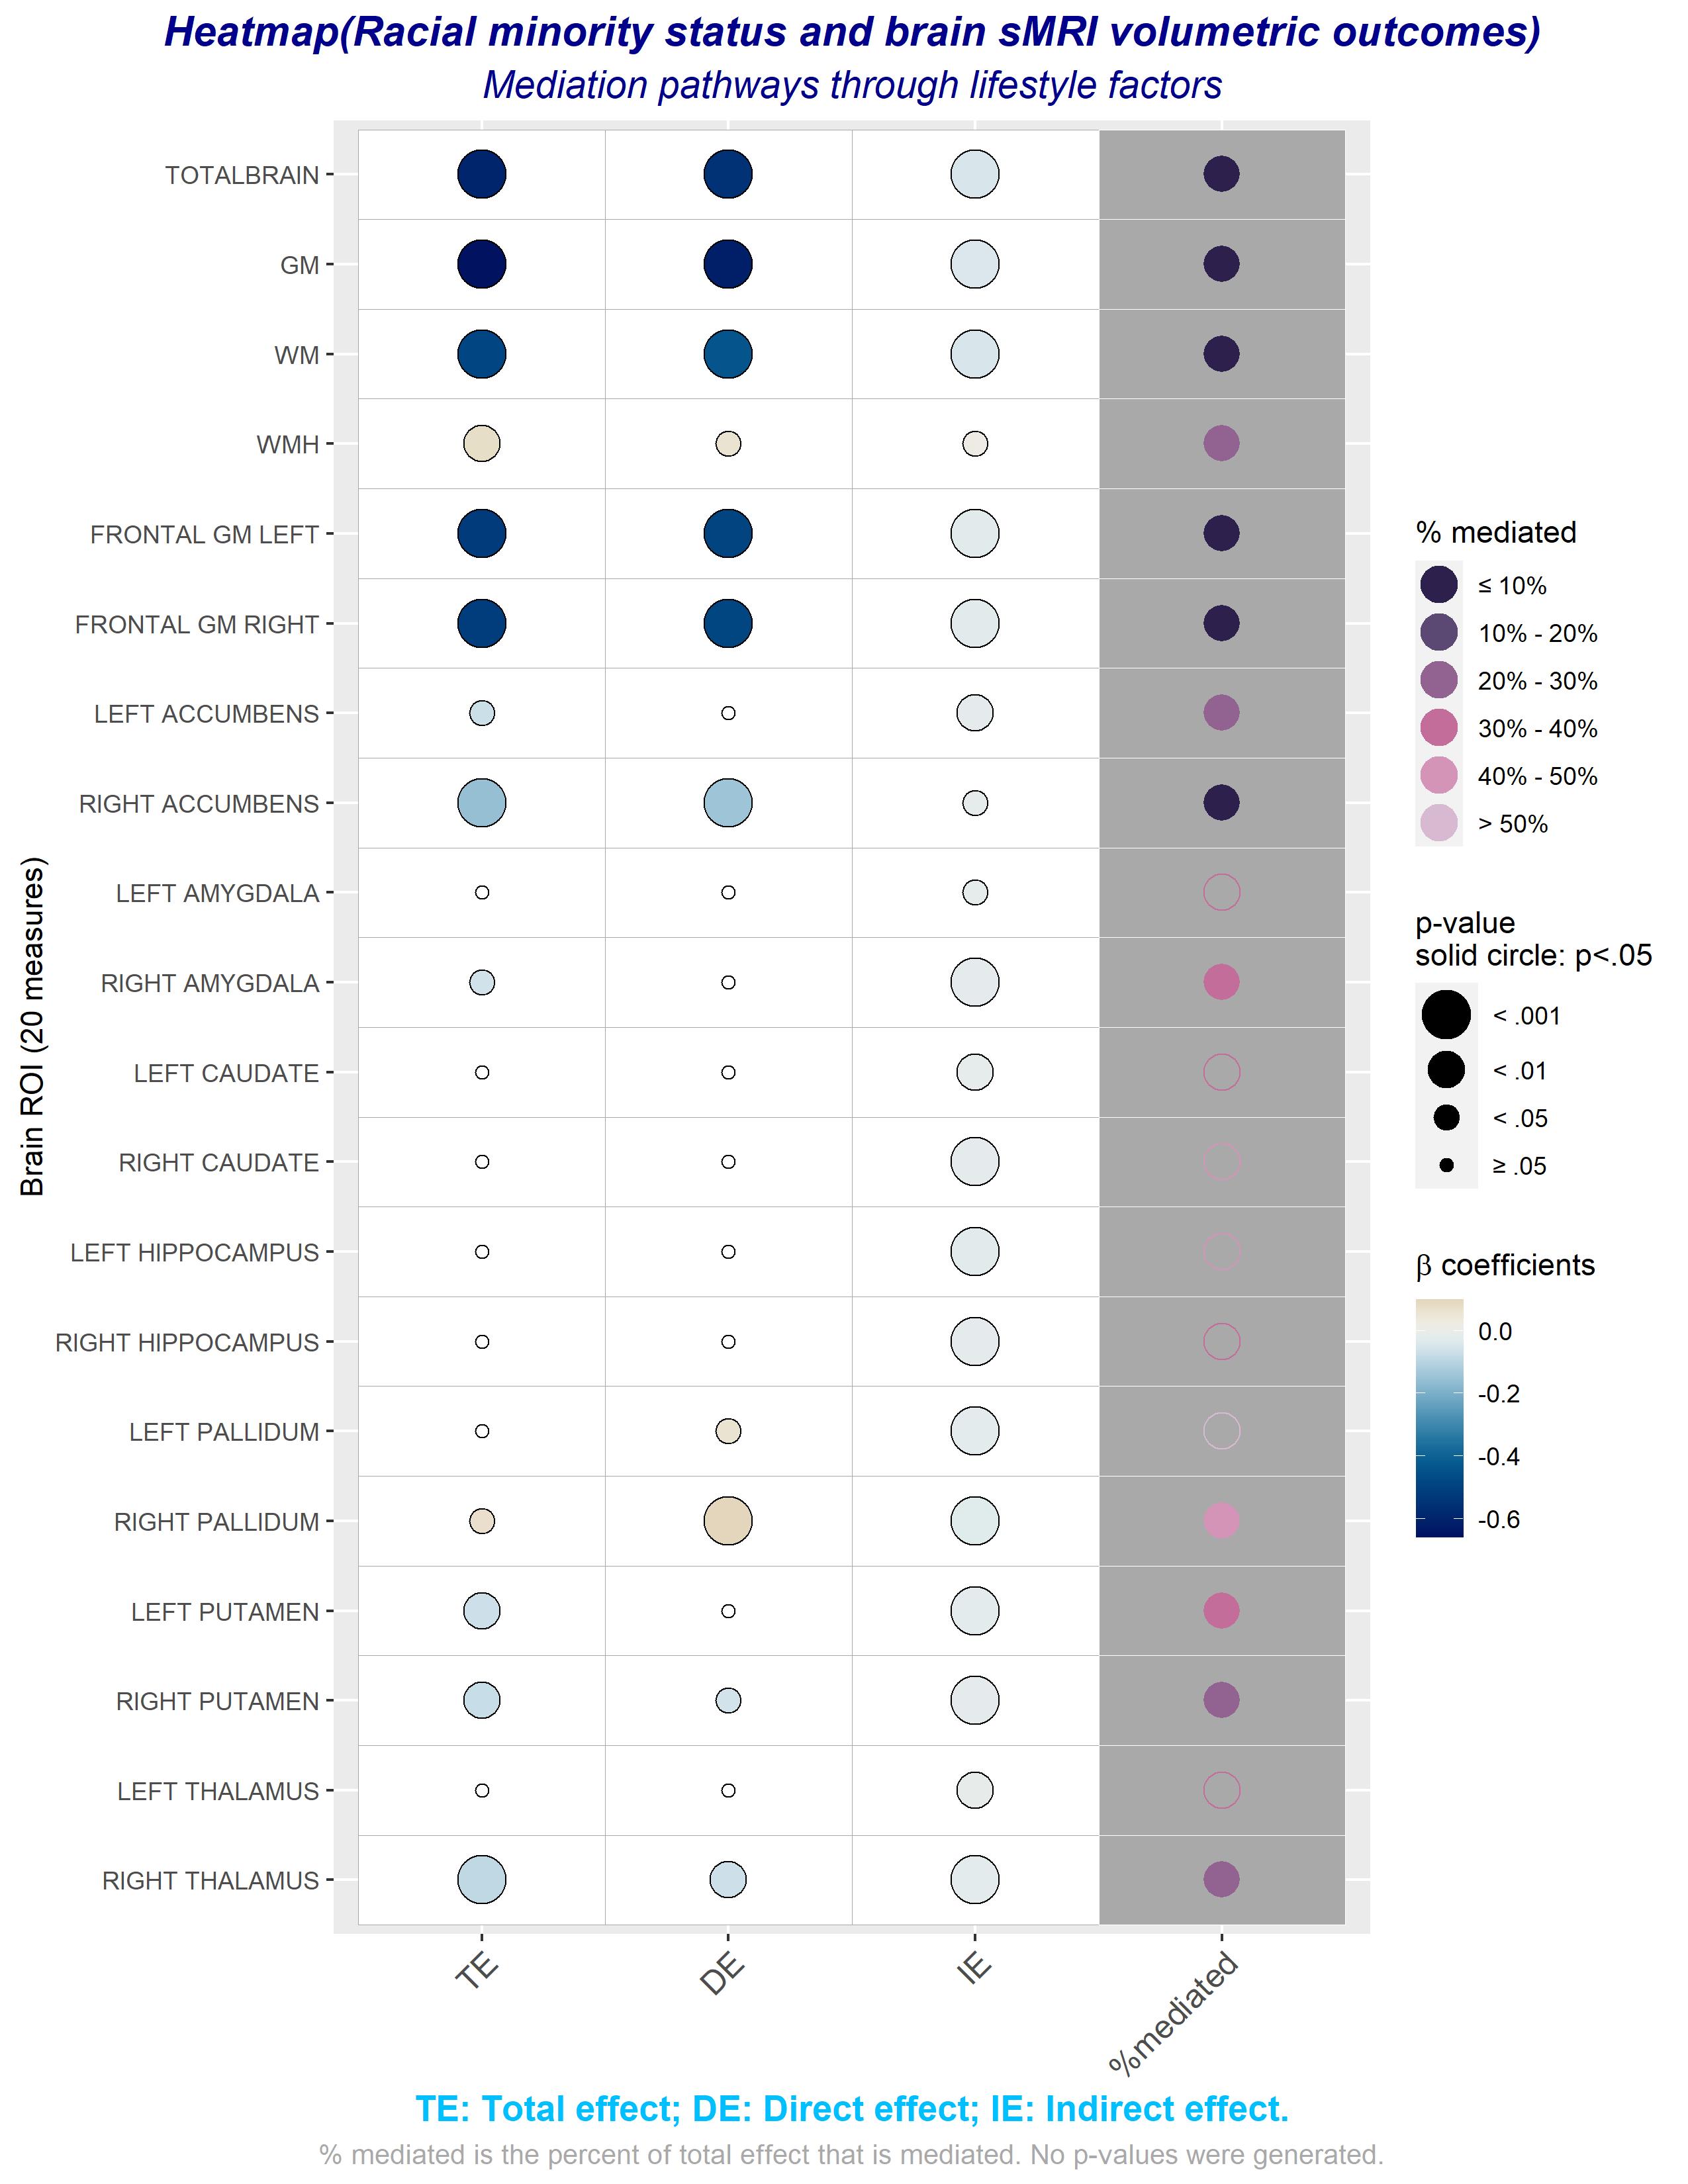 Heatmap(Racial minority status and brain sMRI volumetric outcomes)
Mediation pathways through lifestyle factors
Brain ROI (20 measures)
TOTALBRAIN
GM
WM
WMH
FRONTAL GM LEFT
FRONTAL GM RIGHT
LEFT ACCUMBENS
RIGHT ACCUMBENS
LEFT AMYGDALA
RIGHT AMYGDALA
LEFT CAUDATE
RIGHT CAUDATE
LEFT HIPPOCAMPUS
RIGHT HIPPOCAMPUS
LEFT PALLIDUM
RIGHT PALLIDUM
LEFT PUTAMEN
RIGHT PUTAMEN
LEFT THALAMUS
RIGHT THALAMUS
TE
DE
IE
%mediated
% mediated
≤ 10%
10% - 20%
20% - 30%
30% - 40%
40% - 50%
> 50%
p-value
solid circle: p<.05
< .001
< .01
< .05
≥ .05
β coefficients
0.0
-0.2
-0.4
-0.6
TE: Total effect; DE: Direct effect; IE: Indirect effect.
% mediated is the percent of total effect that is mediated. No p-values were generated.